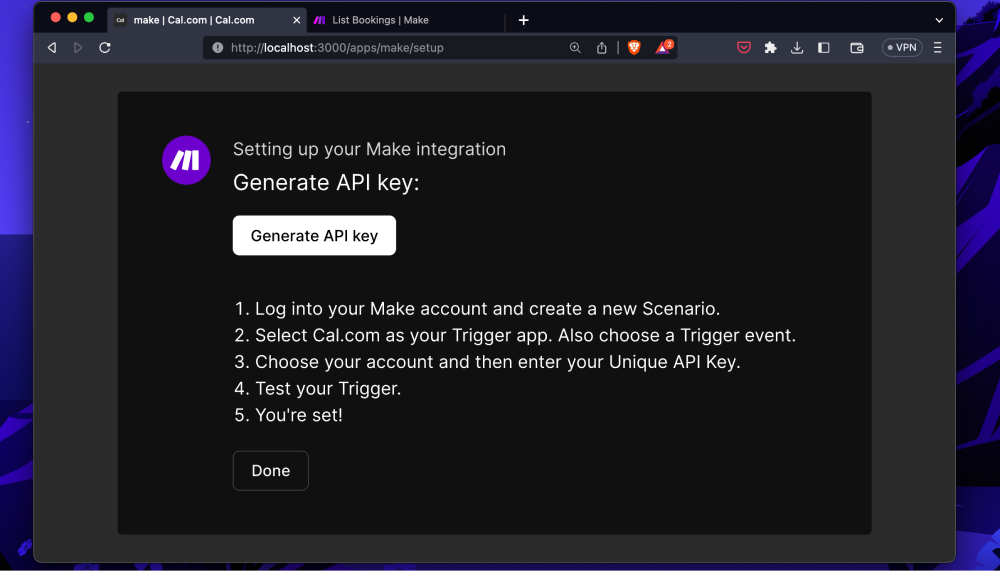 Cal make | Cal.com | Cal.com
List Bookings | Make
http://localhost:3000/apps/make/setup
2
VPN
Setting up your Make integration
Generate API key:
Generate API key
1. Log into your Make account and create a new Scenario.
2. Select Cal.com as your Trigger app. Also choose a Trigger event.
3. Choose your account and then enter your Unique API Key.
4. Test your Trigger.
5. You're set!
Done